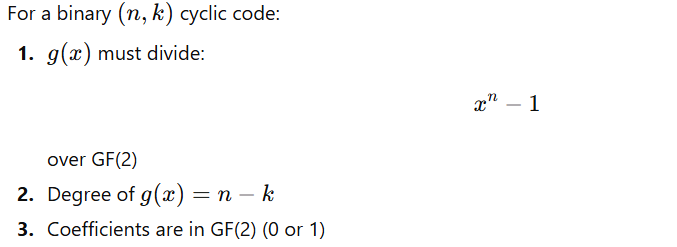 For a binary (n, k) cyclic code:
1. g(x) must divide:
xⁿ − 1
over GF(2)
2. Degree of g(x) = n − k
3. Coefficients are in GF(2) (0 or 1)